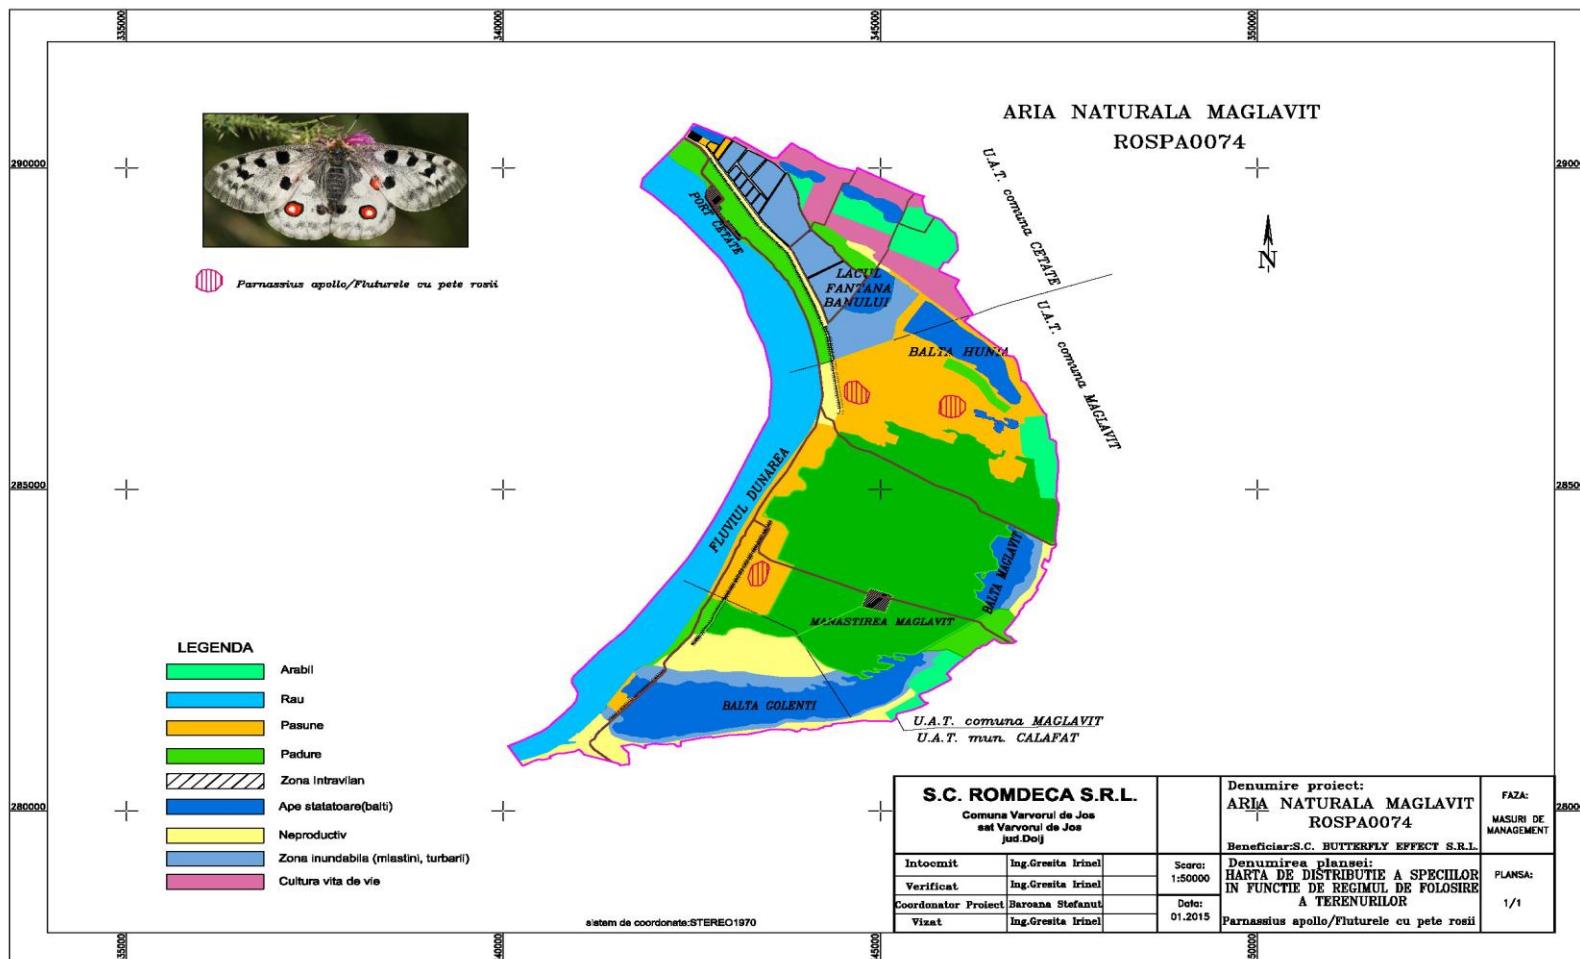 335000
340000
345000
350000
ARIA NATURALA MAGLAVIT
ROSPA0074
290000
Parnassius apollo/Fluturele cu pete rosii
U.A.T. comuna CETATE
U.A.T. comuna MAGLAVIT
N
PORT CETATE
LACUL
FANTANA
BANULUI
BALTA HUNIA
285000
285000
FLUVIUL DUNAREA
BALTA MAGLAVIT
MANASTIREA MAGLAVIT
BALTA GOLENTI
U.A.T. comuna MAGLAVIT
U.A.T. mun. CALAFAT
LEGENDA
Arabil
Rau
Pasune
Padure
Zona Intravilan
Ape statatoare(balti)
Neproductiv
Zona inundabila (mlastini, turbarii)
Cultura vita de vie
280000
sistem de coordonate:STEREO1970
S.C. ROMDECA S.R.L.
Comuna Varvorul de Jos
sat Varvorul de Jos
jud.Dolj
Intocmit Ing.Gresita Irinel
Verificat Ing.Gresita Irinel
Coordonator Proiect Baroana Stefanut
Vizat Ing.Gresita Irinel
Scara:
1:50000
Data:
01.2015
Denumire proiect:
ARIA NATURALA MAGLAVIT
ROSPA0074
Beneficiar:S.C. BUTTERFLY EFFECT S.R.L.
Denumirea plansei:
HARTA DE DISTRIBUTIE A SPECIILOR
IN FUNCTIE DE REGIMUL DE FOLOSIRE
A TERENURILOR
Parnassius apollo/Fluturele cu pete rosii
FAZA:
MASURI DE
MANAGEMENT
PLANSA:
1/1
335000
340000
345000
350000